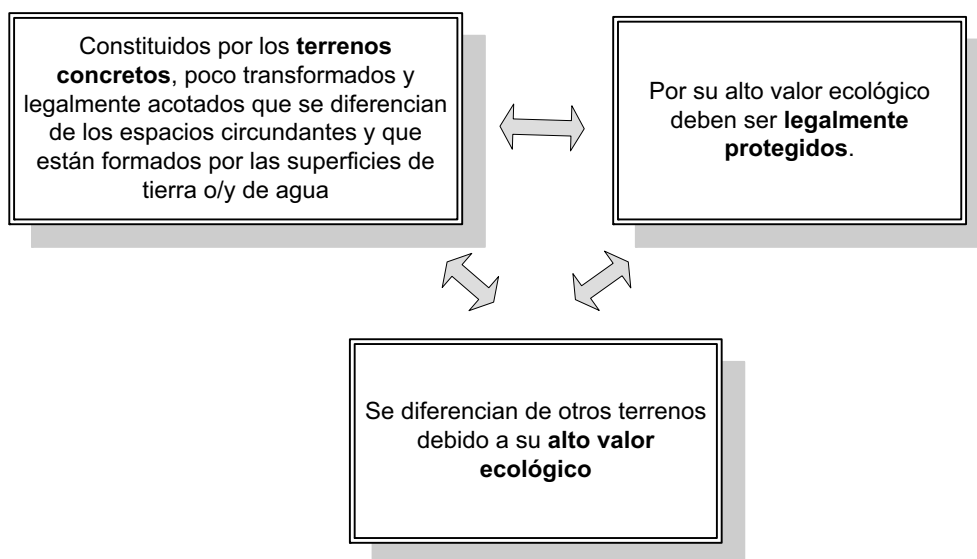 Constituidos por los terrenos
concretos, poco transformados y
legalmente acotados que se diferencian
de los espacios circundantes y que
están formados por las superficies de
tierra o/y de agua
Por su alto valor ecológico
deben ser legalmente
protegidos.
Se diferencian de otros terrenos
debido a su alto valor
ecológico